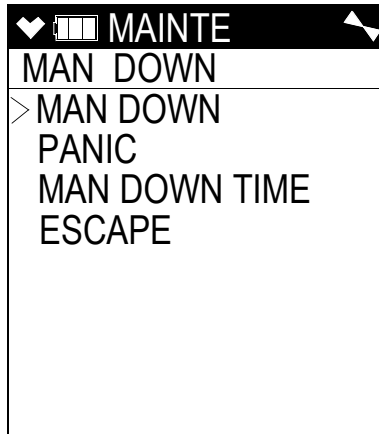 MAINTE
MAN DOWN
>MAN DOWN
PANIC
MAN DOWN TIME
ESCAPE